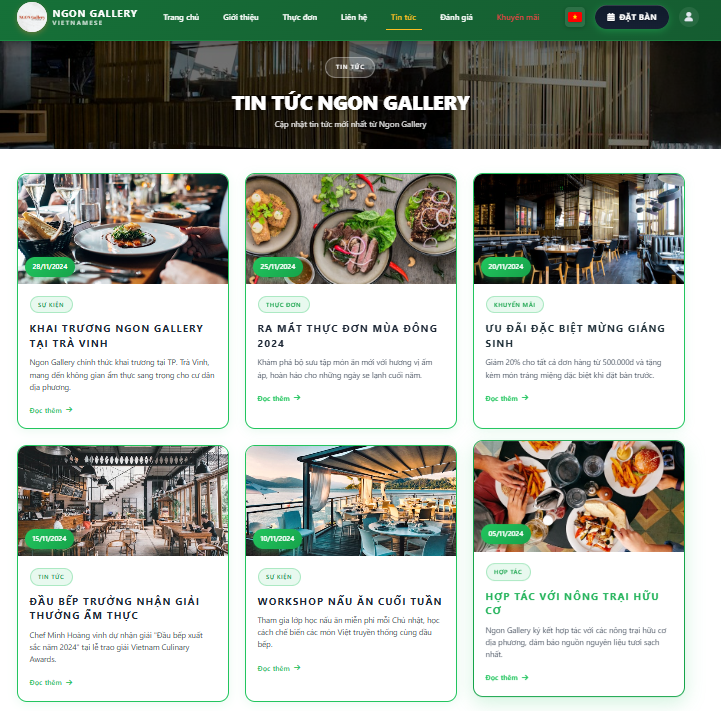 NGON GALLERY
VIETNAMESE
Trang chủ Giới thiệu Thực đơn Liên hệ Tin tức Đánh giá Khuyến mãi
ĐẶT BÀN
TIN TỨC
TIN TỨC NGON GALLERY
Cập nhật tin tức mới nhất từ Ngon Gallery
28/11/2024
SỰ KIỆN
KHAI TRƯƠNG NGON GALLERY
TẠI TRÀ VINH
Ngon Gallery chính thức khai trương tại TP. Trà Vinh,
mang đến không gian ẩm thực sang trọng cho cư dân
địa phương.
Đọc thêm →
25/11/2024
THỰC ĐƠN
RA MẮT THỰC ĐƠN MÙA ĐÔNG
2024
Khám phá bộ sưu tập món ăn mới với hương vị ấm
áp, hoàn hảo cho những ngày se lạnh cuối năm.
Đọc thêm →
20/11/2024
KHUYẾN MÃI
ƯU ĐÃI ĐẶC BIỆT MỪNG GIÁNG
SINH
Giảm 20% cho tất cả đơn hàng từ 500.000đ và tặng
kèm món tráng miệng đặc biệt khi đặt bàn trước.
Đọc thêm →
15/11/2024
TIN TỨC
ĐẦU BẾP TRƯỞNG NHẬN GIẢI
THƯỞNG ẨM THỰC
Chef Minh Hoàng vinh dự nhận giải "Đầu bếp xuất
sắc năm 2024" tại lễ trao giải Vietnam Culinary
Awards.
Đọc thêm →
10/11/2024
SỰ KIỆN
WORKSHOP NẤU ĂN CUỐI TUẦN
Tham gia lớp học nấu ăn miễn phí mỗi Chủ nhật, học
cách chế biến các món Việt truyền thống cùng đầu
bếp.
Đọc thêm →
05/11/2024
HỢP TÁC
HỢP TÁC VỚI NÔNG TRẠI HỮU
CƠ
Ngon Gallery ký kết hợp tác với các nông trại hữu cơ
địa phương, đảm bảo nguồn nguyên liệu tươi sạch
nhất.
Đọc thêm →